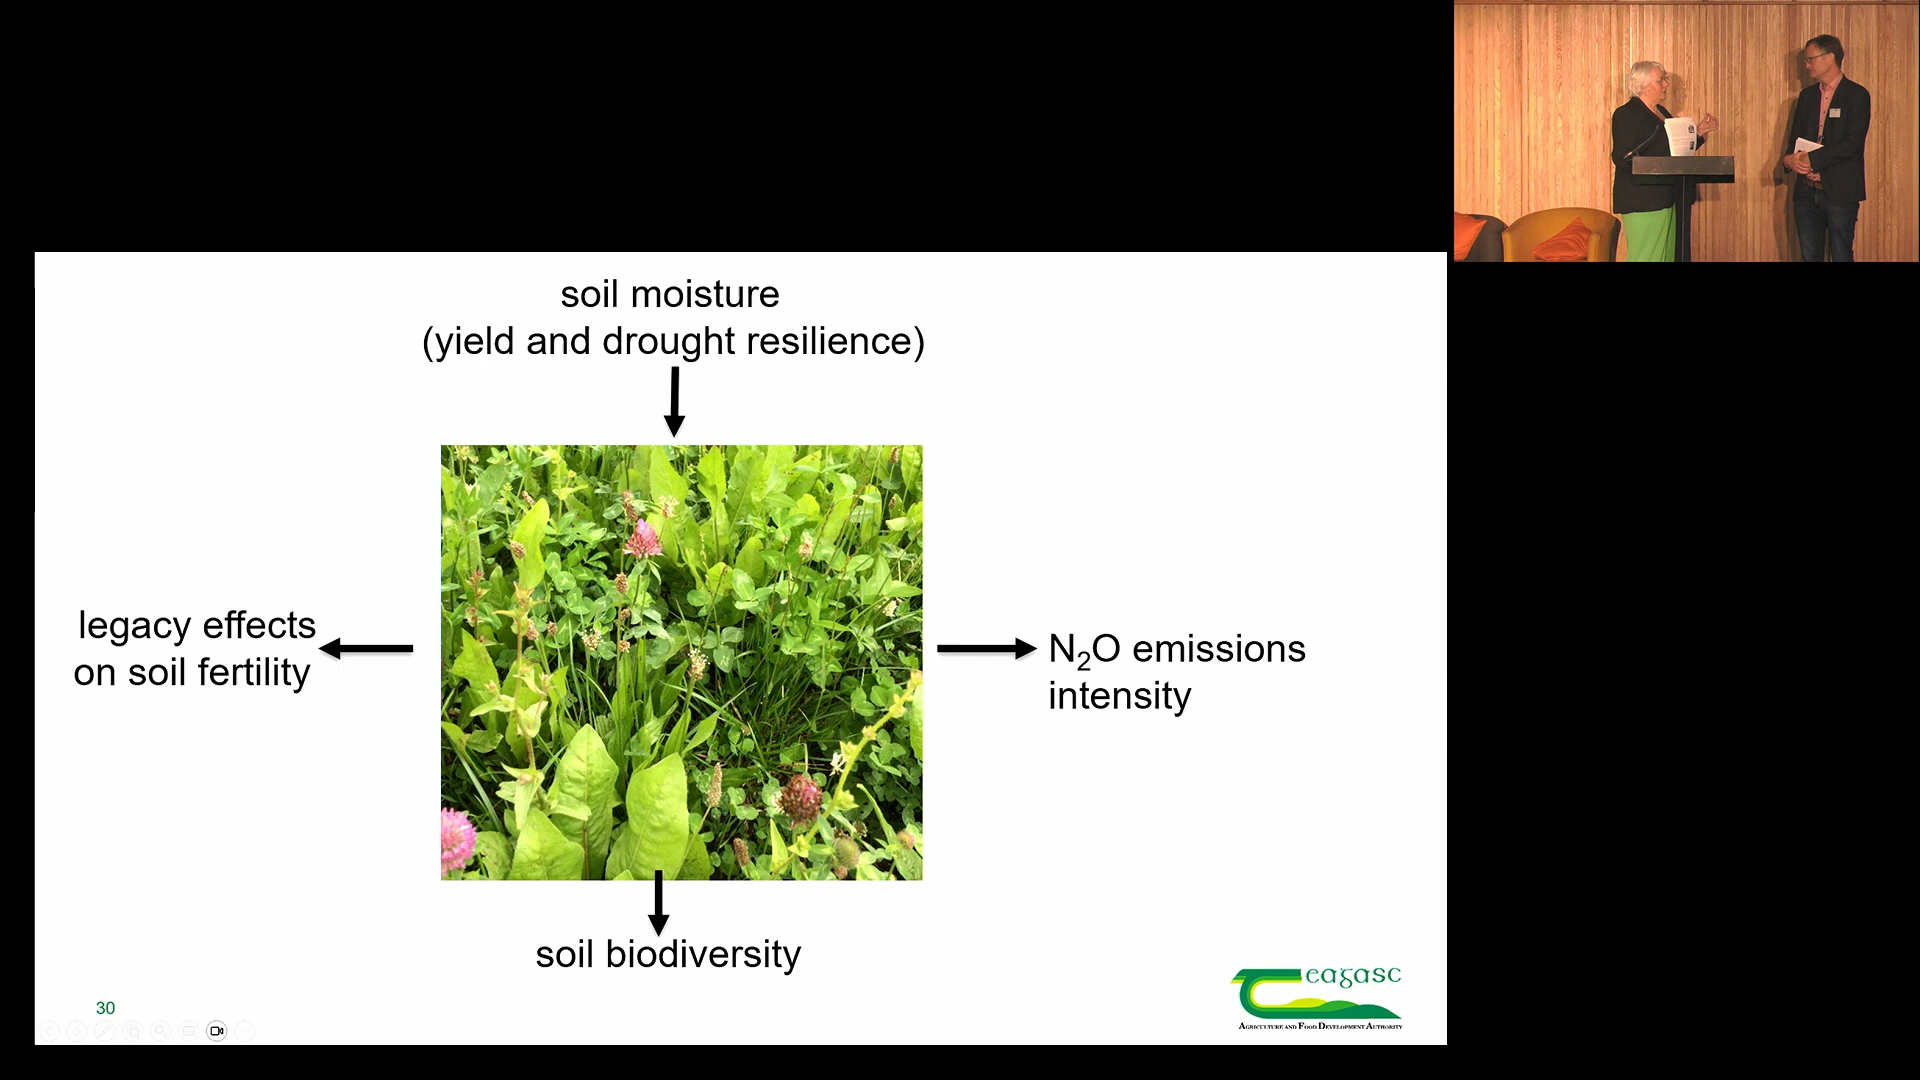 soil moisture
(yield and drought resilience)
legacy effects
on soil fertility
N₂O emissions
intensity
soil biodiversity
30
eagasc
AGRICULTURE AND FOOD DEVELOPMENT AUTHORITY